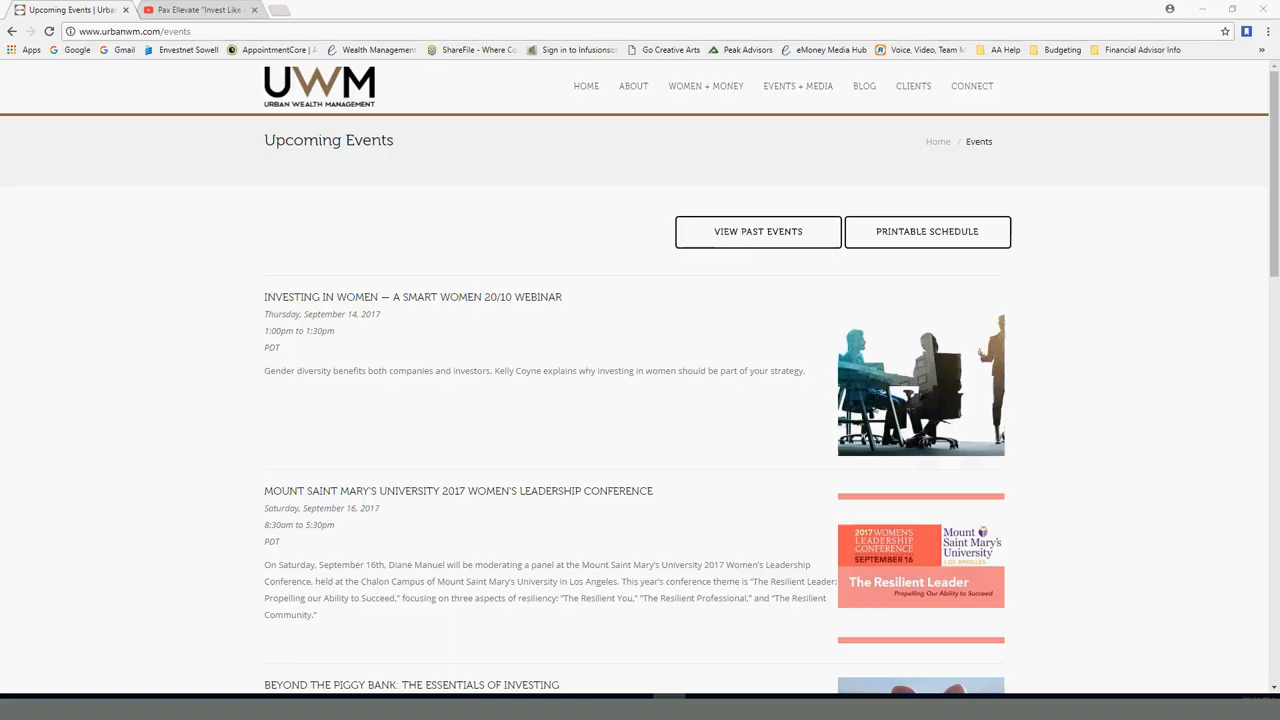 Upcoming Events | Urba
Pax Ellevate "Invest Like
www.urbanwm.com/events
Apps Google Gmail Envestnet Sowell AppointmentCore | A Wealth Management ShareFile - Where Co Sign in to Infusionso Go Creative Arts Peak Advisors eMoney Media Hub Voice, Video, Team M AA Help Budgeting Financial Advisor Info »
UWM
URBAN WEALTH MANAGEMENT
HOME ABOUT WOMEN + MONEY EVENTS + MEDIA BLOG CLIENTS CONNECT
Upcoming Events
Home / Events
VIEW PAST EVENTS
PRINTABLE SCHEDULE
INVESTING IN WOMEN — A SMART WOMEN 20/10 WEBINAR
Thursday, September 14, 2017
1:00pm to 1:30pm
PDT
Gender diversity benefits both companies and investors. Kelly Coyne explains why investing in women should be part of your strategy.
MOUNT SAINT MARY'S UNIVERSITY 2017 WOMEN'S LEADERSHIP CONFERENCE
Saturday, September 16, 2017
8:30am to 5:30pm
PDT
On Saturday, September 16th, Diane Manuel will be moderating a panel at the Mount Saint Mary's University 2017 Women's Leadership
Conference, held at the Chalon Campus of Mount Saint Mary's University in Los Angeles. This year's conference theme is "The Resilient Leader:
Propelling our Ability to Succeed," focusing on three aspects of resiliency: "The Resilient You," "The Resilient Professional," and "The Resilient
Community."
2017 WOMEN'S
LEADERSHIP
CONFERENCE
SEPTEMBER 16
Mount
Saint Mary's
University
LOS ANGELES
The Resilient Leader
Propelling Our Ability to Succeed
BEYOND THE PIGGY BANK: THE ESSENTIALS OF INVESTING